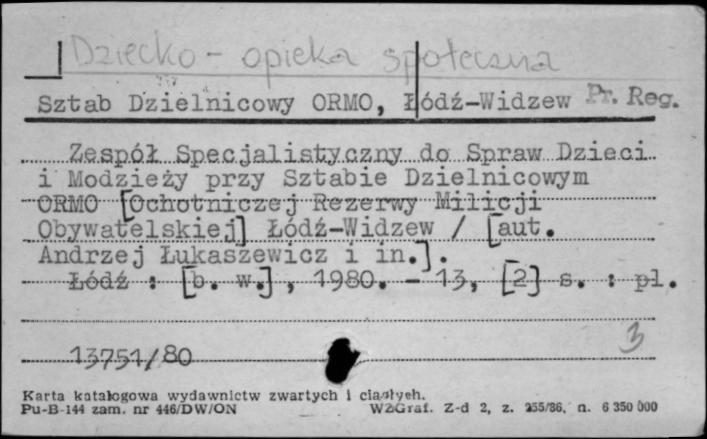 Dziecko - opieka społeczna
Sztab Dzielnicowy ORMO, Łódź-Widzew Pr. Reg.
Zespół Specjalistyczny do Spraw Dzieci
i Modzieży przy Sztabie Dzielnicowym
ORMO [Ochotniczej Rezerwy Milicji
Obywatelskiej] Łódź-Widzew / [aut.
Andrzej Łukaszewicz i in.].
Łódź : [b. w.], 1980. - 13, [2] s. : pl.
3
13751/80
Karta katalogowa wydawnictw zwartych i ciągłych.
Pu-B-144 zam. nr 446/DW/ON WZGraf. Z-d 2, z. 255/86, n. 6 350 000